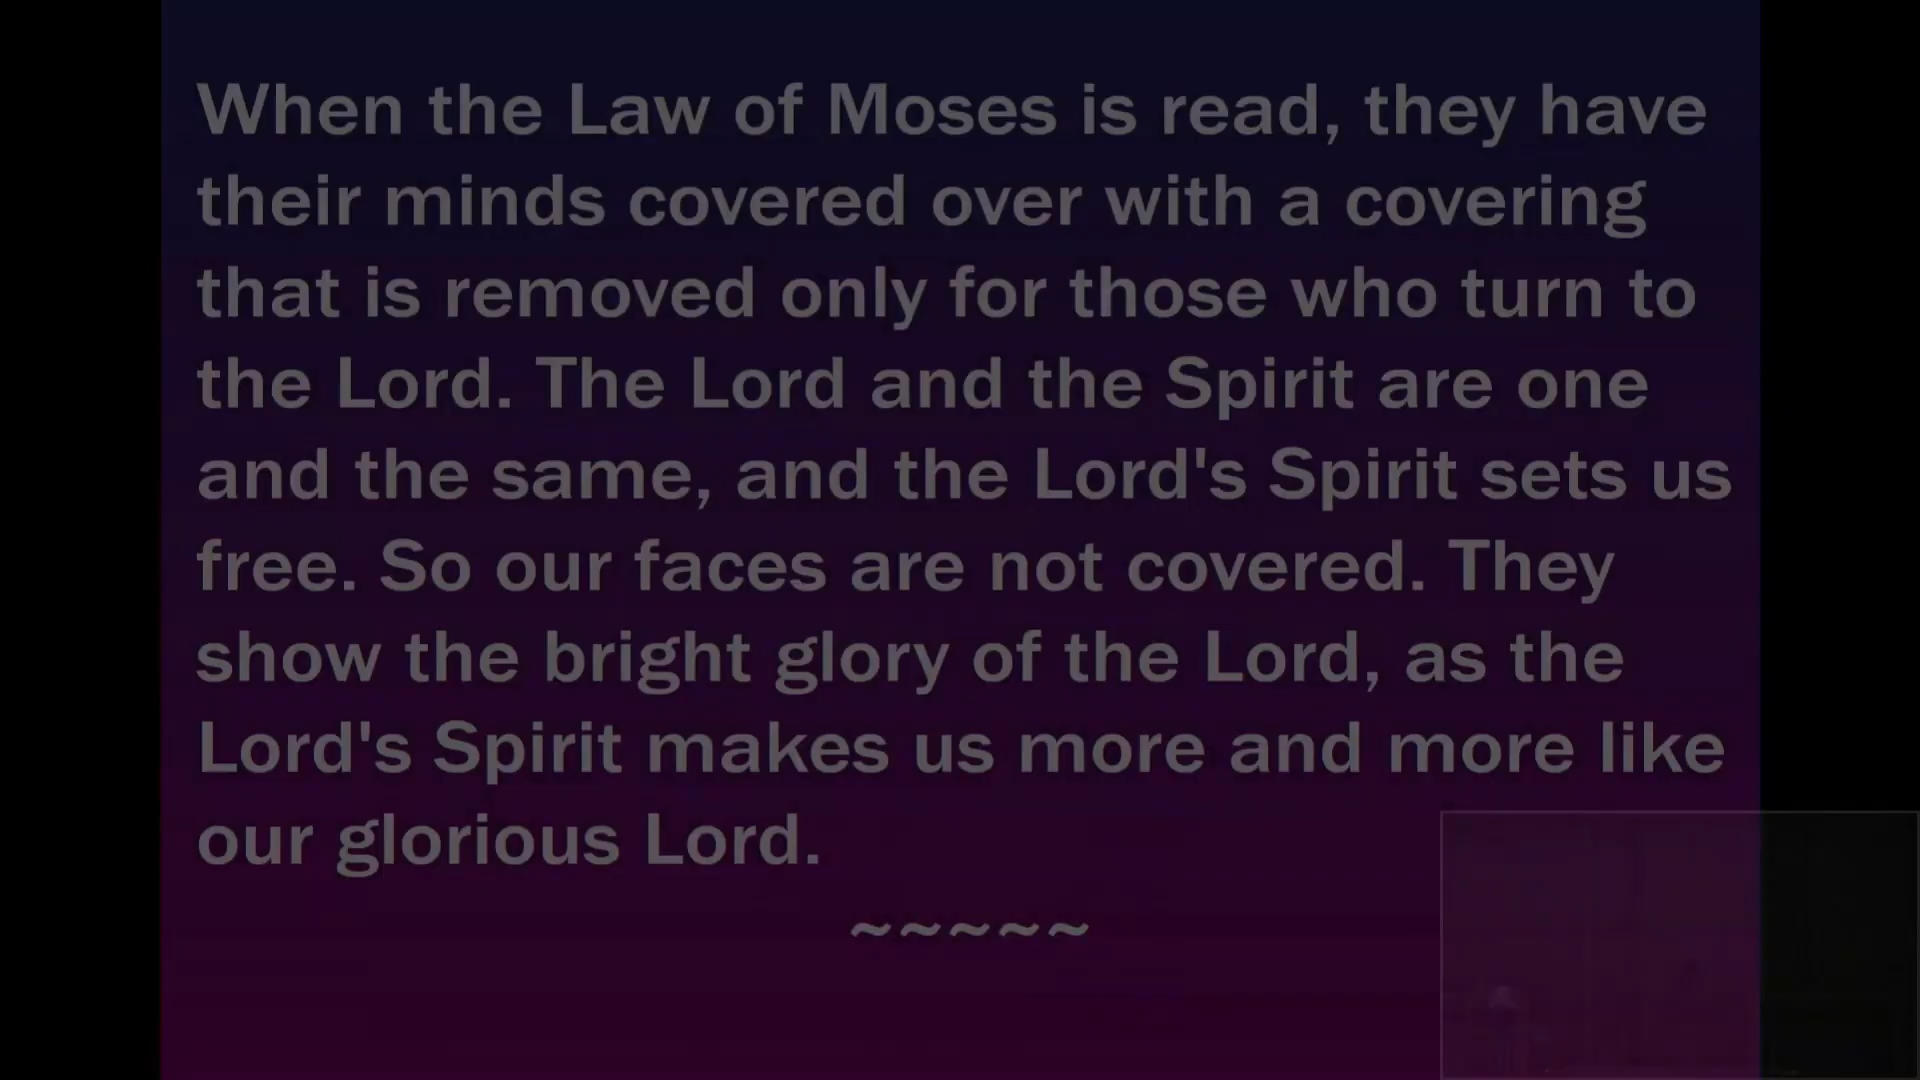 When the Law of Moses is read, they have
their minds covered over with a covering
that is removed only for those who turn to
the Lord. The Lord and the Spirit are one
and the same, and the Lord's Spirit sets us
free. So our faces are not covered. They
show the bright glory of the Lord, as the
Lord's Spirit makes us more and more like
our glorious Lord.
~~~~~